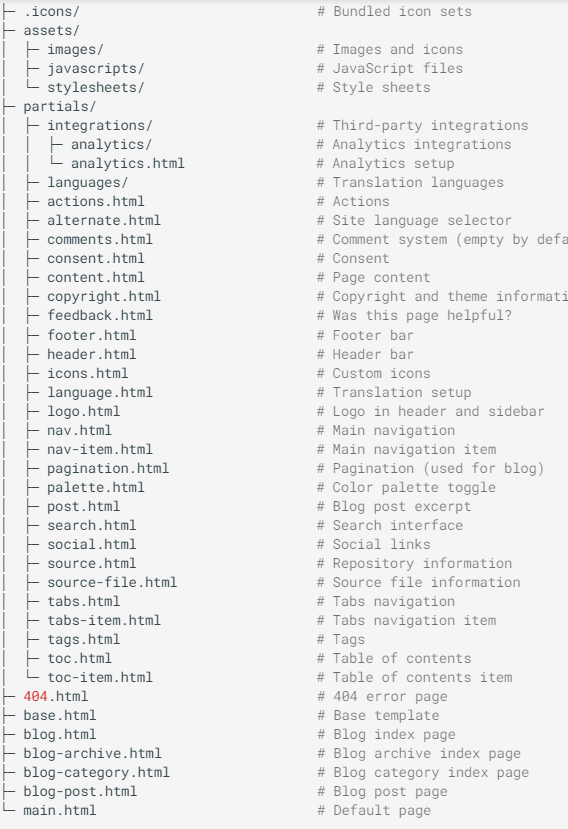 ├─ .icons/                             # Bundled icon sets
├─ assets/
│  ├─ images/                          # Images and icons
│  ├─ javascripts/                     # JavaScript files
│  └─ stylesheets/                     # Style sheets
├─ partials/
│  ├─ integrations/                    # Third-party integrations
│  │  ├─ analytics/                    # Analytics integrations
│  │  └─ analytics.html                # Analytics setup
│  ├─ languages/                       # Translation languages
│  ├─ actions.html                     # Actions
│  ├─ alternate.html                   # Site language selector
│  ├─ comments.html                    # Comment system (empty by defa
│  ├─ consent.html                     # Consent
│  ├─ content.html                     # Page content
│  ├─ copyright.html                   # Copyright and theme informati
│  ├─ feedback.html                    # Was this page helpful?
│  ├─ footer.html                      # Footer bar
│  ├─ header.html                      # Header bar
│  ├─ icons.html                       # Custom icons
│  ├─ language.html                    # Translation setup
│  ├─ logo.html                        # Logo in header and sidebar
│  ├─ nav.html                         # Main navigation
│  ├─ nav-item.html                    # Main navigation item
│  ├─ pagination.html                  # Pagination (used for blog)
│  ├─ palette.html                     # Color palette toggle
│  ├─ post.html                        # Blog post excerpt
│  ├─ search.html                      # Search interface
│  ├─ social.html                      # Social links
│  ├─ source.html                      # Repository information
│  ├─ source-file.html                 # Source file information
│  ├─ tabs.html                        # Tabs navigation
│  ├─ tabs-item.html                   # Tabs navigation item
│  ├─ tags.html                        # Tags
│  ├─ toc.html                         # Table of contents
│  └─ toc-item.html                    # Table of contents item
├─ 404.html                            # 404 error page
├─ base.html                           # Base template
├─ blog.html                           # Blog index page
├─ blog-archive.html                   # Blog archive index page
├─ blog-category.html                  # Blog category index page
├─ blog-post.html                      # Blog post page
└─ main.html                           # Default page